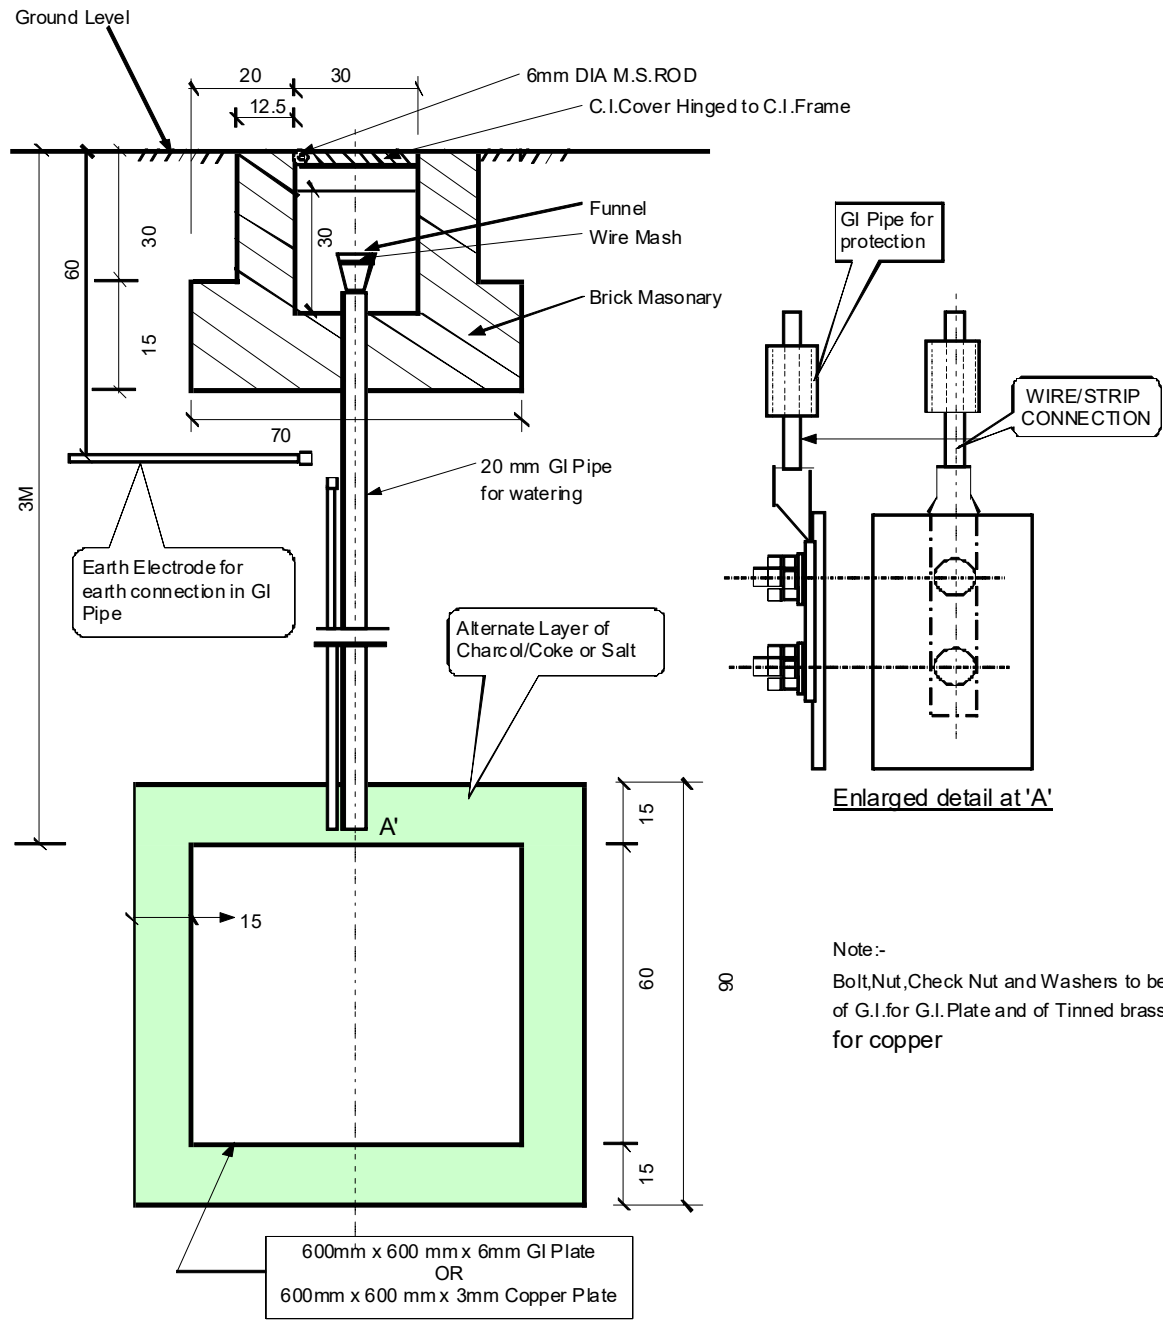 Ground Level
20
30
6mm DIA M.S.ROD
12.5
C.I.Cover Hinged to C.I.Frame
Funnel
Wire Mash
Brick Masonary
30
30
60
15
70
3M
20 mm GI Pipe
for watering
Earth Electrode for
earth connection in GI
Pipe
Alternate Layer of
Charcol/Coke or Salt
A'
15
15
60
90
15
600mm x 600 mm x 6mm GI Plate
OR
600mm x 600 mm x 3mm Copper Plate
GI Pipe for
protection
WIRE/STRIP
CONNECTION
Enlarged detail at 'A'
Note:-
Bolt,Nut,Check Nut and Washers to be
of G.I.for G.I.Plate and of Tinned brass
for copper